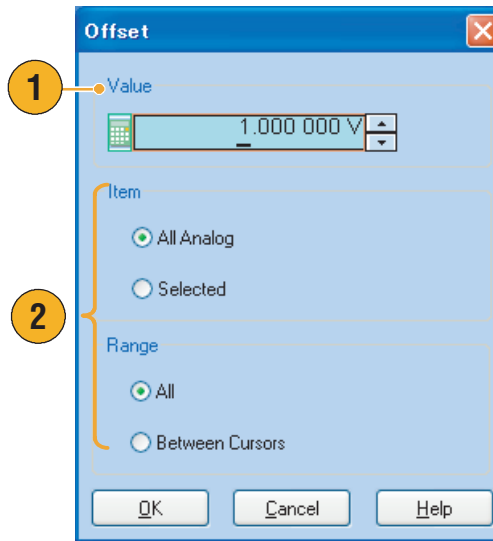 Offset
1
Value
1.000 000 V
Item
All Analog
Selected
2
Range
All
Between Cursors
OK Cancel Help